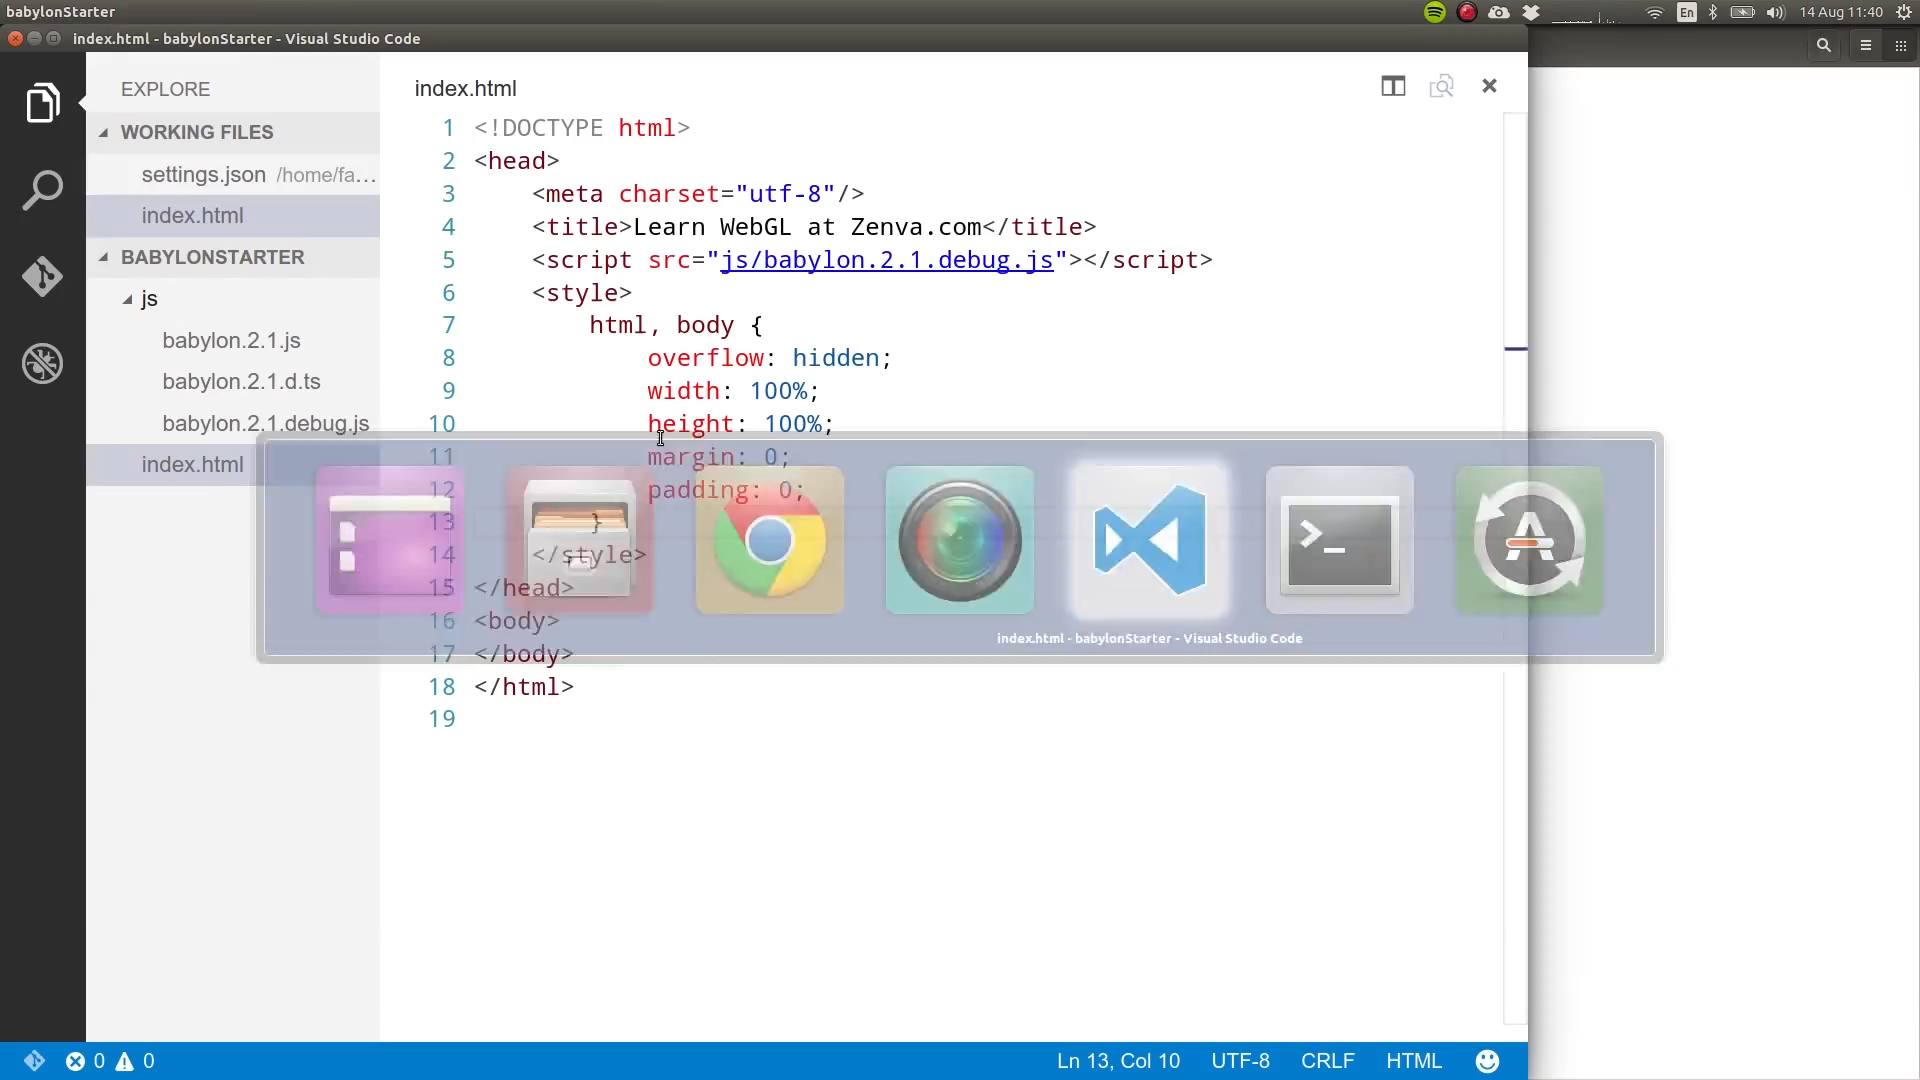 babylonStarter
En
14 Aug 11:40
index.html - babylonStarter - Visual Studio Code
EXPLORE
WORKING FILES
settings.json /home/fa...
index.html
BABYLONSTARTER
js
babylon.2.1.js
babylon.2.1.d.ts
babylon.2.1.debug.js
index.html
index.html
1 <!DOCTYPE html>
2 <head>
3 <meta charset="utf-8"/>
4 <title>Learn WebGL at Zenva.com</title>
5 <script src="js/babylon.2.1.debug.js"></script>
6 <style>
7 html, body {
8 overflow: hidden;
9 width: 100%;
10 height: 100%;
11 margin: 0;
12 padding: 0;
13 }
14 </style>
15 </head>
16 <body>
17 </body>
18 </html>
19
index.html - babylonStarter - Visual Studio Code
0 0
Ln 13, Col 10 UTF-8 CRLF HTML